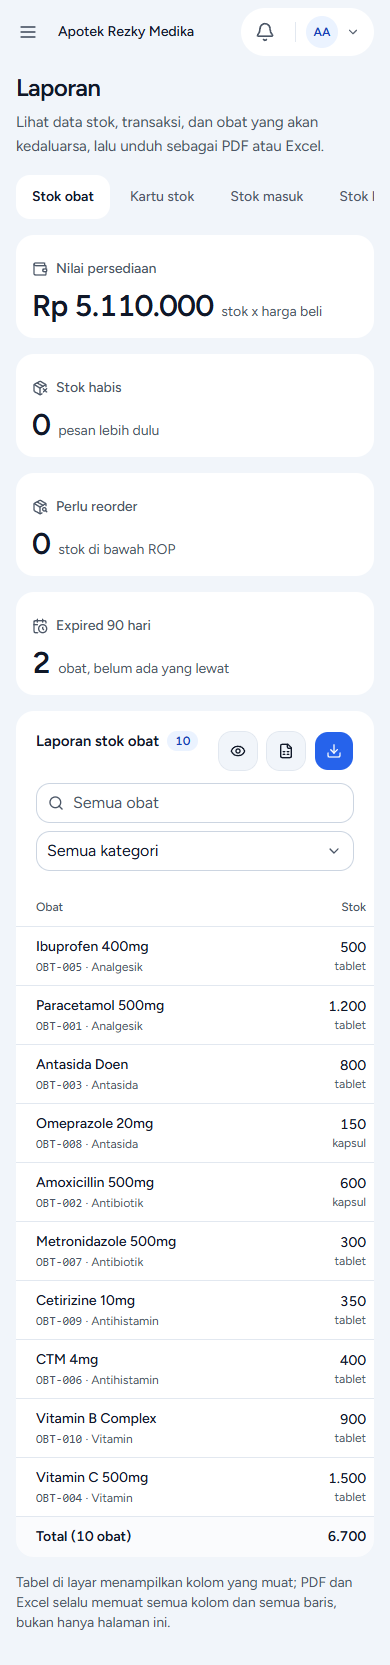 Apotek Rezky Medika
AA
Laporan
Lihat data stok, transaksi, dan obat yang akan
kedaluarsa, lalu unduh sebagai PDF atau Excel.
Stok obat Kartu stok Stok masuk Stok
Nilai persediaan
Rp 5.110.000 stok x harga beli
Stok habis
0 pesan lebih dulu
Perlu reorder
0 stok di bawah ROP
Expired 90 hari
2 obat, belum ada yang lewat
Laporan stok obat 10
Semua obat
Semua kategori
Obat Stok
Ibuprofen 400mg 500
OBT-005 · Analgesik tablet
Paracetamol 500mg 1.200
OBT-001 · Analgesik tablet
Antasida Doen 800
OBT-003 · Antasida tablet
Omeprazole 20mg 150
OBT-008 · Antasida kapsul
Amoxicillin 500mg 600
OBT-002 · Antibiotik kapsul
Metronidazole 500mg 300
OBT-007 · Antibiotik tablet
Cetirizine 10mg 350
OBT-009 · Antihistamin tablet
CTM 4mg 400
OBT-006 · Antihistamin tablet
Vitamin B Complex 900
OBT-010 · Vitamin tablet
Vitamin C 500mg 1.500
OBT-004 · Vitamin tablet
Total (10 obat) 6.700
Tabel di layar menampilkan kolom yang muat; PDF dan
Excel selalu memuat semua kolom dan semua baris,
bukan hanya halaman ini.